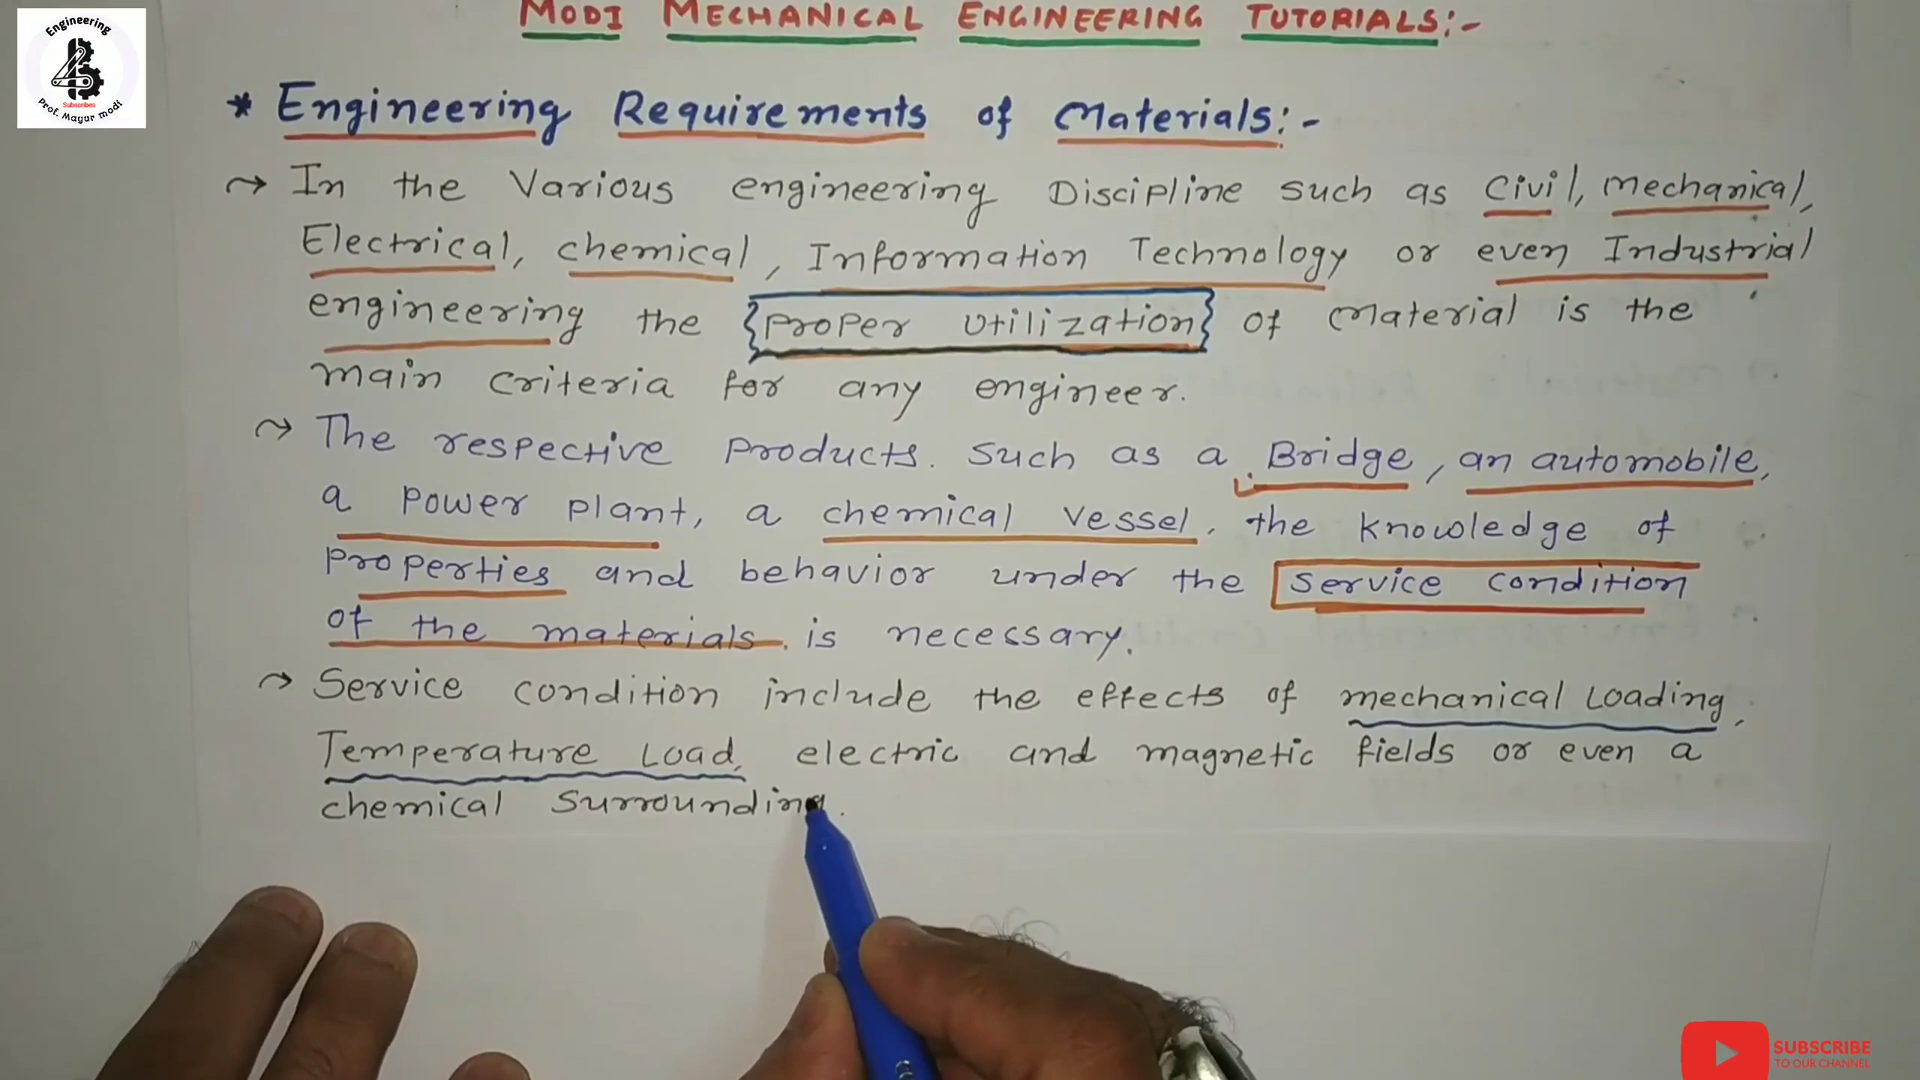 Engineering
Subscribes
Prof. Mayur modi
MODI MECHANICAL ENGINEERING TUTORIALS:-
* Engineering Requirements of Materials:-
→ In the Various engineering Discipline such as Civil, Mechanical,
Electrical, chemical, Information Technology or even Industrial
engineering the {Proper Utilization} of Material is the
main criteria for any engineer.
→ The respective Products. Such as a Bridge, an automobile,
a power plant, a chemical vessel, the knowledge of
Properties and behavior under the service condition
of the materials. is necessary.
→ Service condition include the effects of mechanical Loading,
Temperature Load, electric and magnetic fields or even a
chemical Surrounding.
SUBSCRIBE
TO OUR CHANNEL